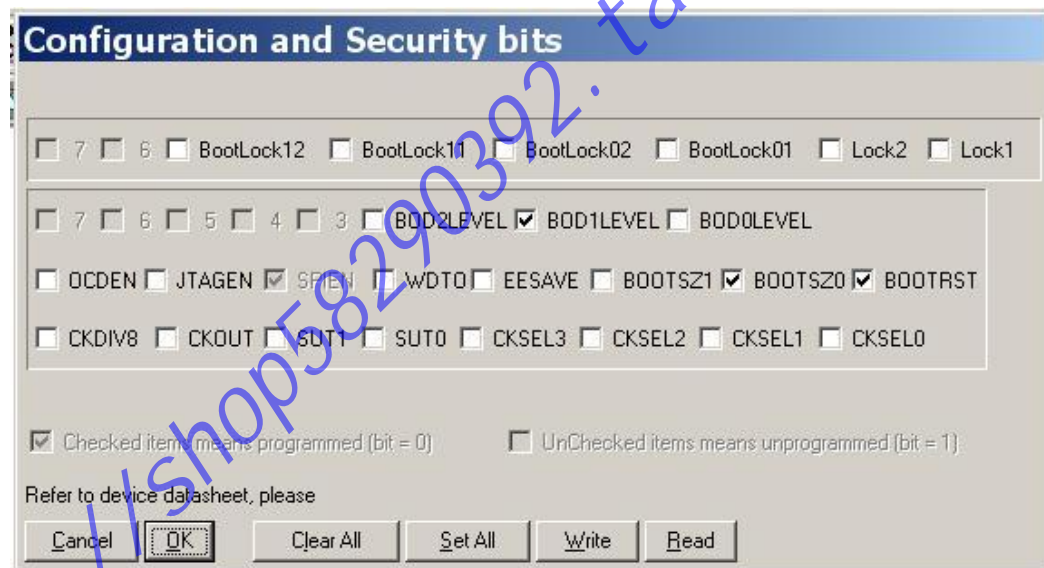 Configuration and Security bits
7 6 BootLock12 BootLock11 BootLock02 BootLock01 Lock2 Lock1
7 6 5 4 3 BOD2LEVEL BOD1LEVEL BOD0LEVEL
OCDEN JTAGEN SPIEN WDTO EESAVE BOOTSZ1 BOOTSZ0 BOOTRST
CKDIV8 CKOUT SUT1 SUT0 CKSEL3 CKSEL2 CKSEL1 CKSEL0
Checked items means programmed (bit = 0) UnChecked items means unprogrammed (bit = 1)
Refer to device datasheet, please
Cancel OK Clear All Set All Write Read
//shop58290392. ta